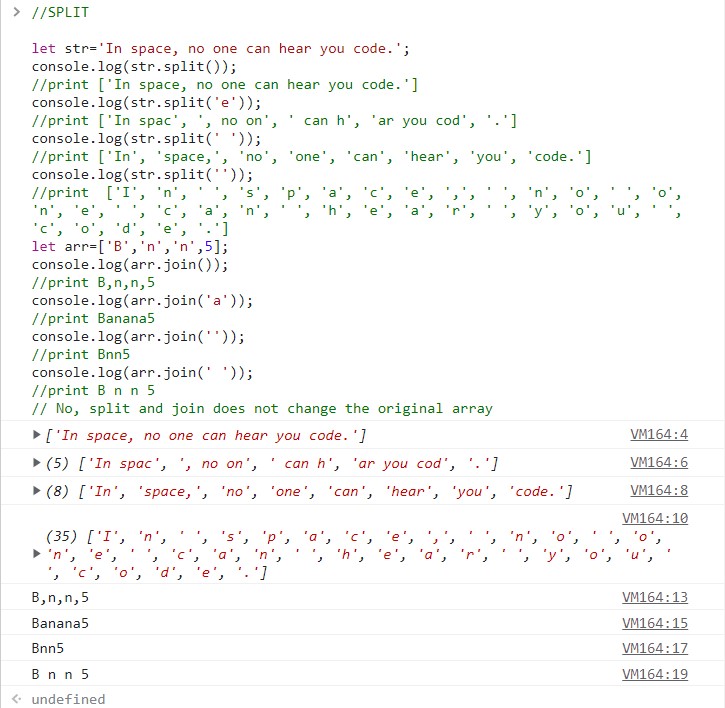 //SPLIT
let str='In space, no one can hear you code.';
console.log(str.split());
//print ['In space, no one can hear you code.']
console.log(str.split('e'));
//print ['In spac', ', no on', ' can h', 'ar you cod', '.']
console.log(str.split(' '));
//print ['In', 'space,', 'no', 'one', 'can', 'hear', 'you', 'code.']
console.log(str.split(''));
//print  ['I', 'n', ' ', 's', 'p', 'a', 'c', 'e', ',', ' ', 'n', 'o', ' ', 'o',
'n', 'e', ' ', 'c', 'a', 'n', ' ', 'h', 'e', 'a', 'r', ' ', 'y', 'o', 'u', ' ',
'c', 'o', 'd', 'e', '.']
let arr=['B','n','n',5];
console.log(arr.join());
//print B,n,n,5
console.log(arr.join('a'));
//print Banana5
console.log(arr.join(''));
//print Bnn5
console.log(arr.join(' '));
//print B n n 5
// No, split and join does not change the original array
['In space, no one can hear you code.'] VM164:4
(5) ['In spac', ', no on', ' can h', 'ar you cod', '.'] VM164:6
(8) ['In', 'space,', 'no', 'one', 'can', 'hear', 'you', 'code.'] VM164:8
VM164:10
(35) ['I', 'n', ' ', 's', 'p', 'a', 'c', 'e', ',', ' ', 'n', 'o', ' ', 'o',
'n', 'e', ' ', 'c', 'a', 'n', ' ', 'h', 'e', 'a', 'r', ' ', 'y', 'o', 'u', '
', 'c', 'o', 'd', 'e', '.']
B,n,n,5 VM164:13
Banana5 VM164:15
Bnn5 VM164:17
B n n 5 VM164:19
undefined